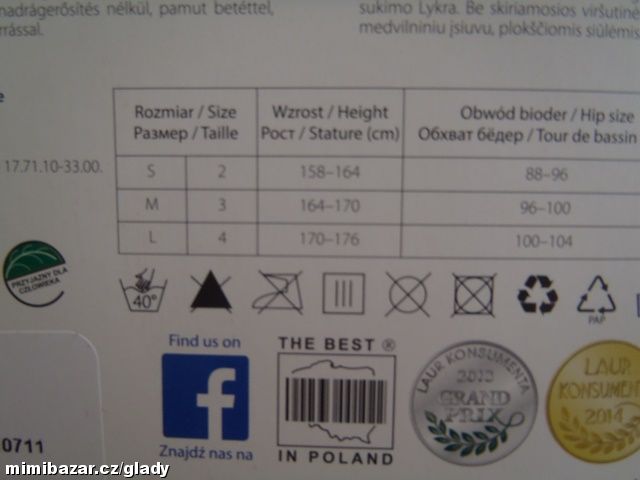 nadrágerősítés nélkül, pamut betéttel,
rrással.
sukimo Lykra. Be skiriamosios viršutinė
medvilniniu įsiuvu, plokščiomis siūlėmis
e
Rozmiar / Size
Размер / Taille
Wzrost / Height
Рост / Stature (cm)
Obwód bioder / Hip size
Обхват бёдер / Tour de bassin
17.71.10-33.00.
S 2 158–164 88–96
M 3 164–170 96–100
L 4 170–176 100–104
PRZYJAZNY DLA
CZŁOWIEKA
40°
PAP
Find us on
f
Znajdź nas na
THE BEST ®
IN POLAND
LAUR KONSUMENTA
2013
GRAND
PRIX
LAUR
KONSUMENT
2014
0711
mimibazar.cz/glady